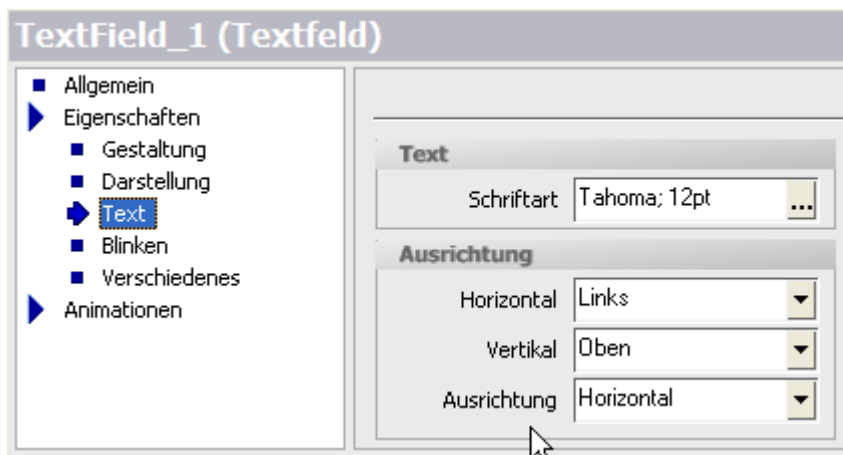 TextField_1 (Textfeld)
Allgemein
Eigenschaften
Gestaltung
Darstellung
Text
Blinken
Verschiedenes
Animationen
Text
Schriftart Tahoma; 12pt ...
Ausrichtung
Horizontal Links
Vertikal Oben
Ausrichtung Horizontal